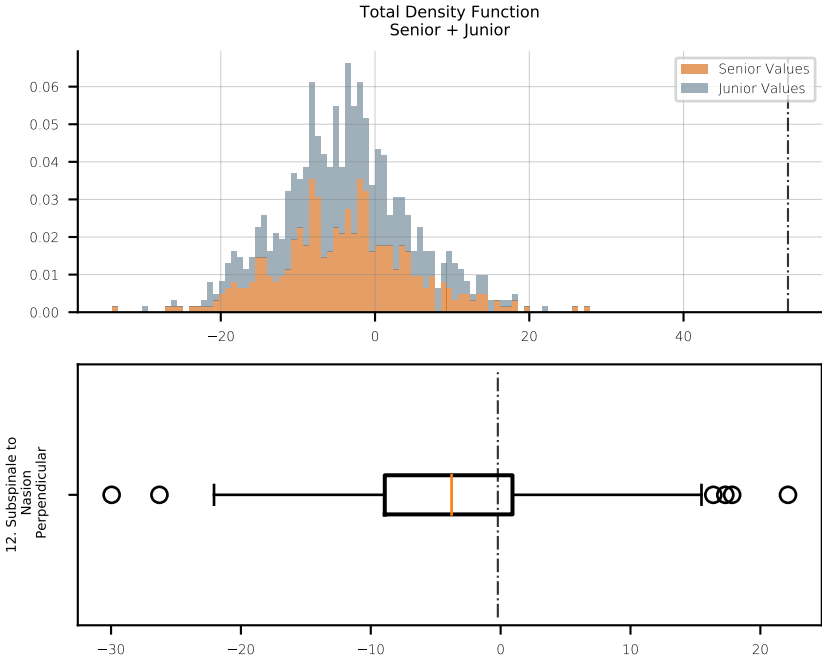 Total Density Function
Senior + Junior
Senior Values
Junior Values
0.06
0.05
0.04
0.03
0.02
0.01
0.00
−20
0
20
40
12. Subspinale to
Nasion
Perpendicular
−30
−20
−10
0
10
20